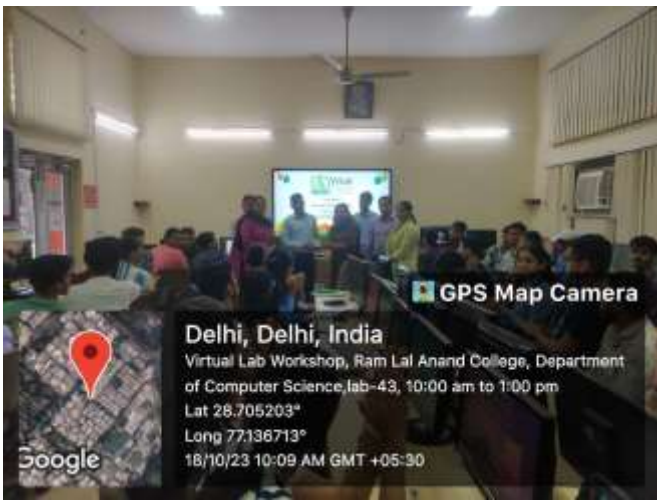 GPS Map Camera
Delhi, Delhi, India
Virtual Lab Workshop, Ram Lal Anand College, Department
of Computer Science,lab-43, 10:00 am to 1:00 pm
Lat 28.705203°
Long 77.136713°
18/10/23 10:09 AM GMT +05:30
Google